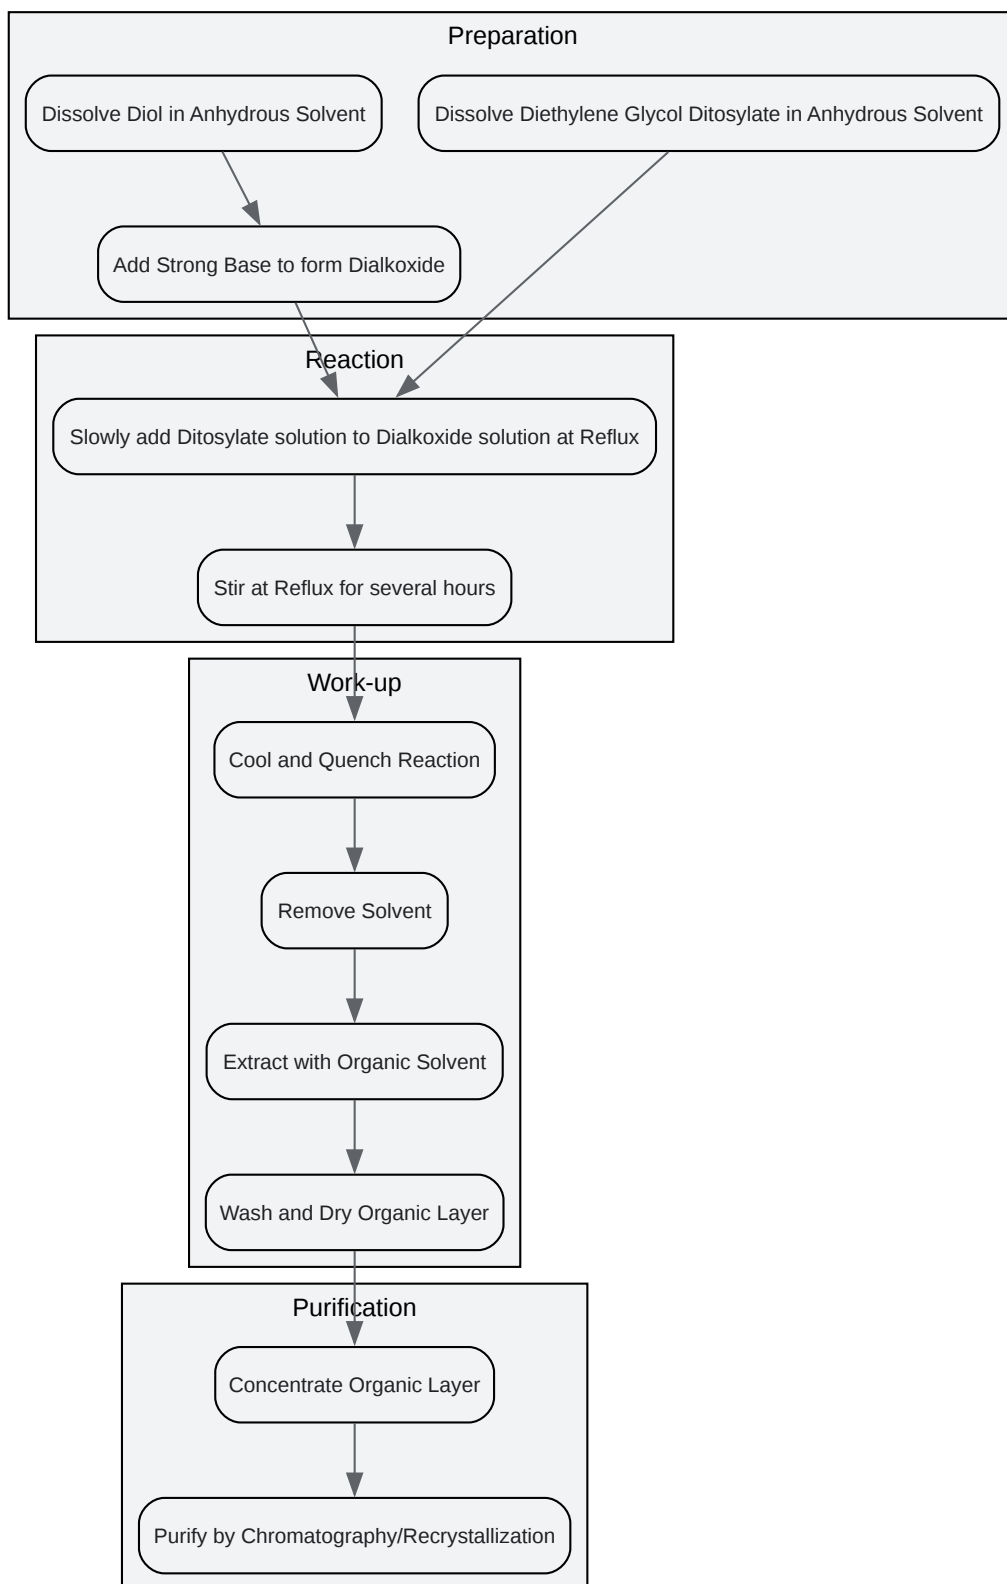 Preparation
Dissolve Diol in Anhydrous Solvent
Dissolve Diethylene Glycol Ditosylate in Anhydrous Solvent
Add Strong Base to form Dialkoxide
Reaction
Slowly add Ditosylate solution to Dialkoxide solution at Reflux
Stir at Reflux for several hours
Work-up
Cool and Quench Reaction
Remove Solvent
Extract with Organic Solvent
Wash and Dry Organic Layer
Purification
Concentrate Organic Layer
Purify by Chromatography/Recrystallization